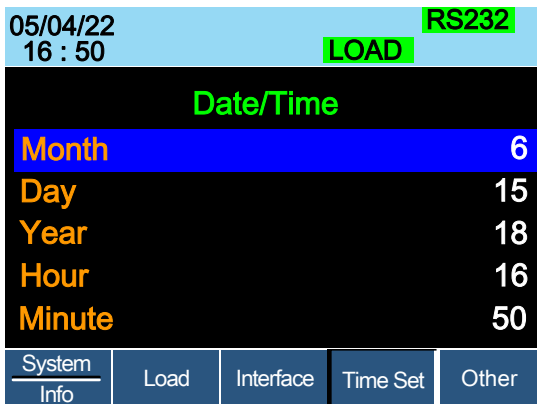 05/04/22
16 : 50
LOAD
RS232
Date/Time
Month 6
Day 15
Year 18
Hour 16
Minute 50
System
Info
Load
Interface
Time Set
Other